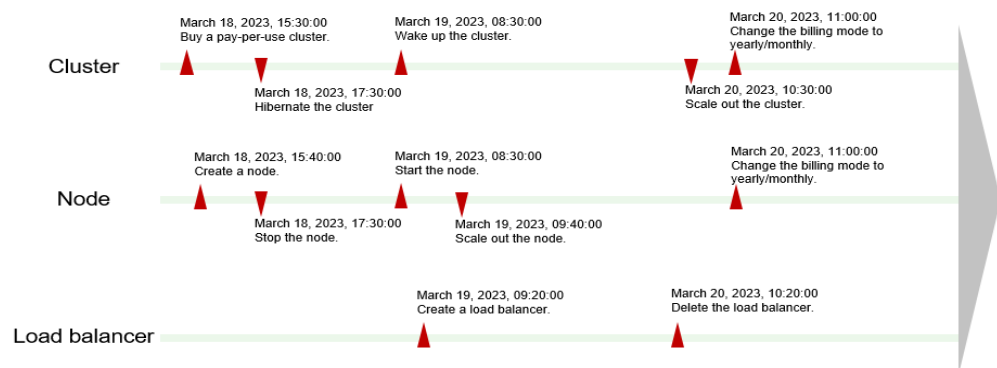 March 18, 2023, 15:30:00
Buy a pay-per-use cluster.
March 19, 2023, 08:30:00
Wake up the cluster.
March 20, 2023, 11:00:00
Change the billing mode to
yearly/monthly.
Cluster
March 18, 2023, 17:30:00
Hibernate the cluster
March 20, 2023, 10:30:00
Scale out the cluster.
March 18, 2023, 15:40:00
Create a node.
March 19, 2023, 08:30:00
Start the node.
March 20, 2023, 11:00:00
Change the billing mode to
yearly/monthly.
Node
March 18, 2023, 17:30:00
Stop the node.
March 19, 2023, 09:40:00
Scale out the node.
March 19, 2023, 09:20:00
Create a load balancer.
March 20, 2023, 10:20:00
Delete the load balancer.
Load balancer